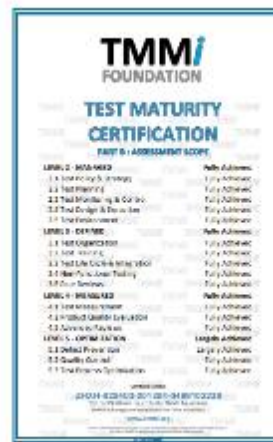 TMMi
FOUNDATION
TEST MATURITY
CERTIFICATION
PART B : ASSESSMENT SCOPE
LEVEL 2 - MANAGED Fully Achieved
2.1 Test Policy & Strategy Fully Achieved
2.2 Test Planning Fully Achieved
2.3 Test Monitoring & Control Fully Achieved
2.4 Test Design & Execution Fully Achieved
2.5 Test Environment Fully Achieved
LEVEL 3 - DEFINED Fully Achieved
3.1 Test Organization Fully Achieved
3.2 Test Training Fully Achieved
3.3 Test Life Cycle & Integration Fully Achieved
3.4 Non-Functional Testing Fully Achieved
3.5 Peer Reviews Fully Achieved
LEVEL 4 - MEASURED Fully Achieved
4.1 Test Measurement Fully Achieved
4.2 Product Quality Evaluation Fully Achieved
4.3 Advanced Reviews Fully Achieved
LEVEL 5 - OPTIMIZATION Largely Achieved
5.1 Defect Prevention Largely Achieved
5.2 Quality Control Fully Achieved
5.3 Test Process Optimization Fully Achieved